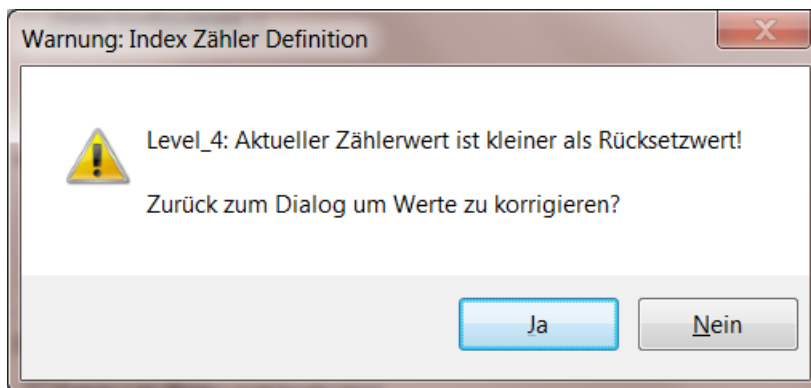 Warnung: Index Zähler Definition
Level_4: Aktueller Zählerwert ist kleiner als Rücksetzwert!
Zurück zum Dialog um Werte zu korrigieren?
Ja
Nein